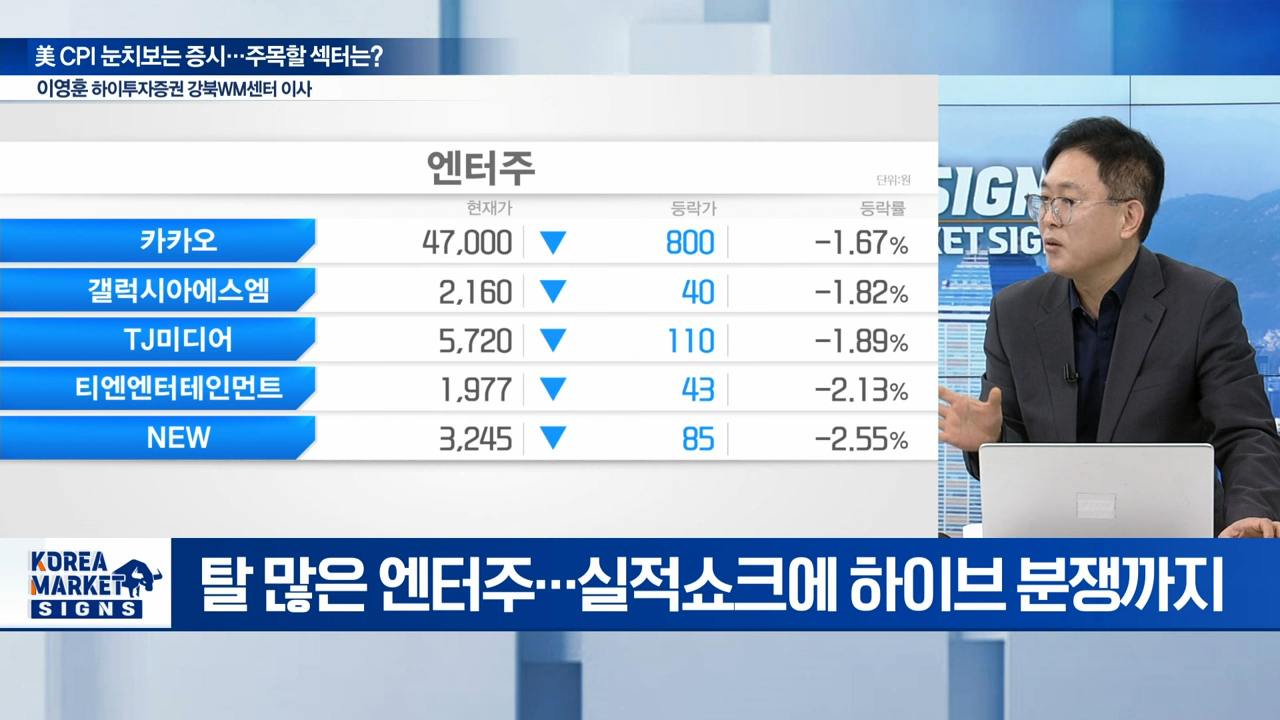 美 CPI 눈치보는 증시…주목할 섹터는?
이영훈 하이투자증권 강북WM센터 이사
엔터주
단위:원
현재가 등락가 등락률
카카오 47,000 ▼ 800 -1.67%
갤럭시아에스엠 2,160 ▼ 40 -1.82%
TJ미디어 5,720 ▼ 110 -1.89%
티엔엔터테인먼트 1,977 ▼ 43 -2.13%
NEW 3,245 ▼ 85 -2.55%
SIGN
KET SIG
KOREA
MARKET
SIGNS
탈 많은 엔터주…실적쇼크에 하이브 분쟁까지